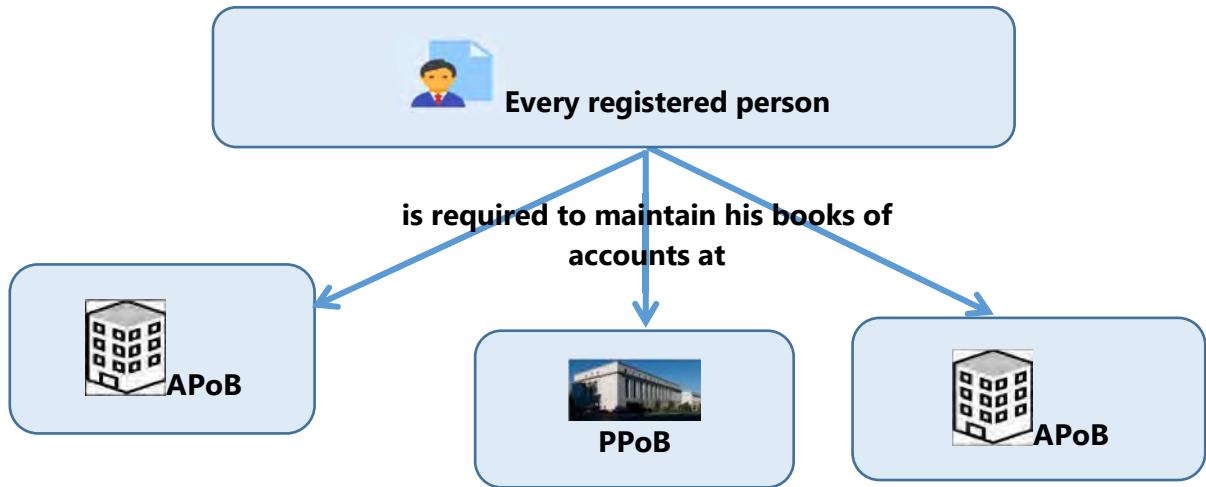 Every registered person
is required to maintain his books of
accounts at
APoB
PPoB
APoB